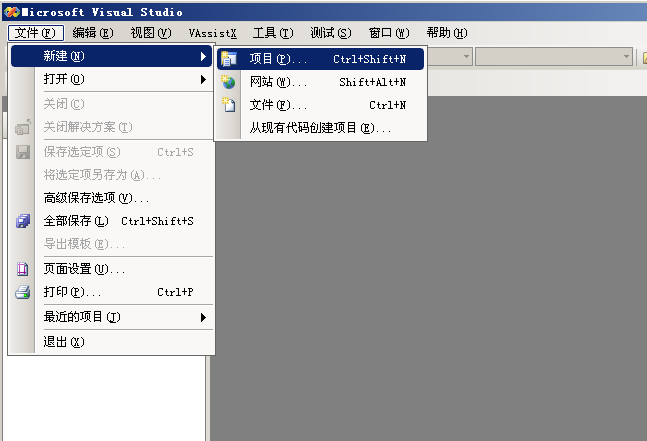 Microsoft Visual Studio
文件(F) 编辑(E) 视图(V) VAssistX 工具(T) 测试(S) 窗口(W) 帮助(H)
新建(N)
项目(P)... Ctrl+Shift+N
打开(O)
网站(W)... Shift+Alt+N
关闭(C)
文件(F)... Ctrl+N
关闭解决方案(T)
从现有代码创建项目(E)...
保存选定项(S) Ctrl+S
将选定项另存为(A)...
高级保存选项(V)...
全部保存(L) Ctrl+Shift+S
导出模板(E)...
页面设置(U)...
打印(P)... Ctrl+P
最近的项目(J)
退出(X)